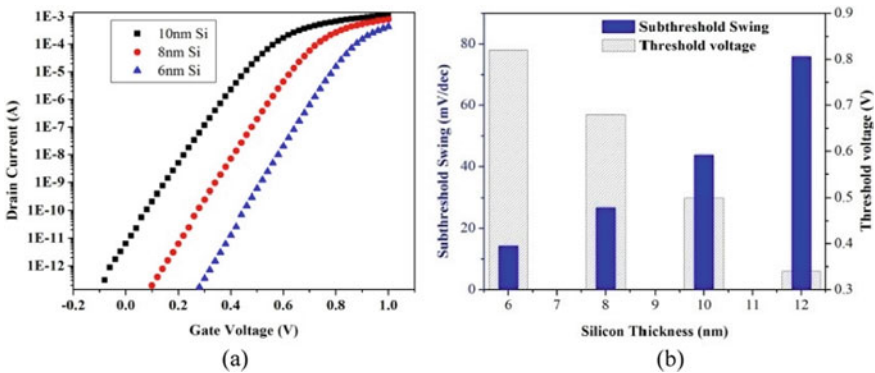 1E-3
1E-4
1E-5
1E-6
1E-7
1E-8
1E-9
1E-10
1E-11
1E-12
Drain Current (A)
10nm Si
8nm Si
6nm Si
-0.2 0.0 0.2 0.4 0.6 0.8 1.0
Gate Voltage (V)
(a)
Subthreshold Swing
Threshold voltage
80
60
40
20
0
Subthreshold Swing (mV/dec)
0.9
0.8
0.7
0.6
0.5
0.4
0.3
Threshold voltage (V)
6 7 8 9 10 11 12
Silicon Thickness (nm)
(b)